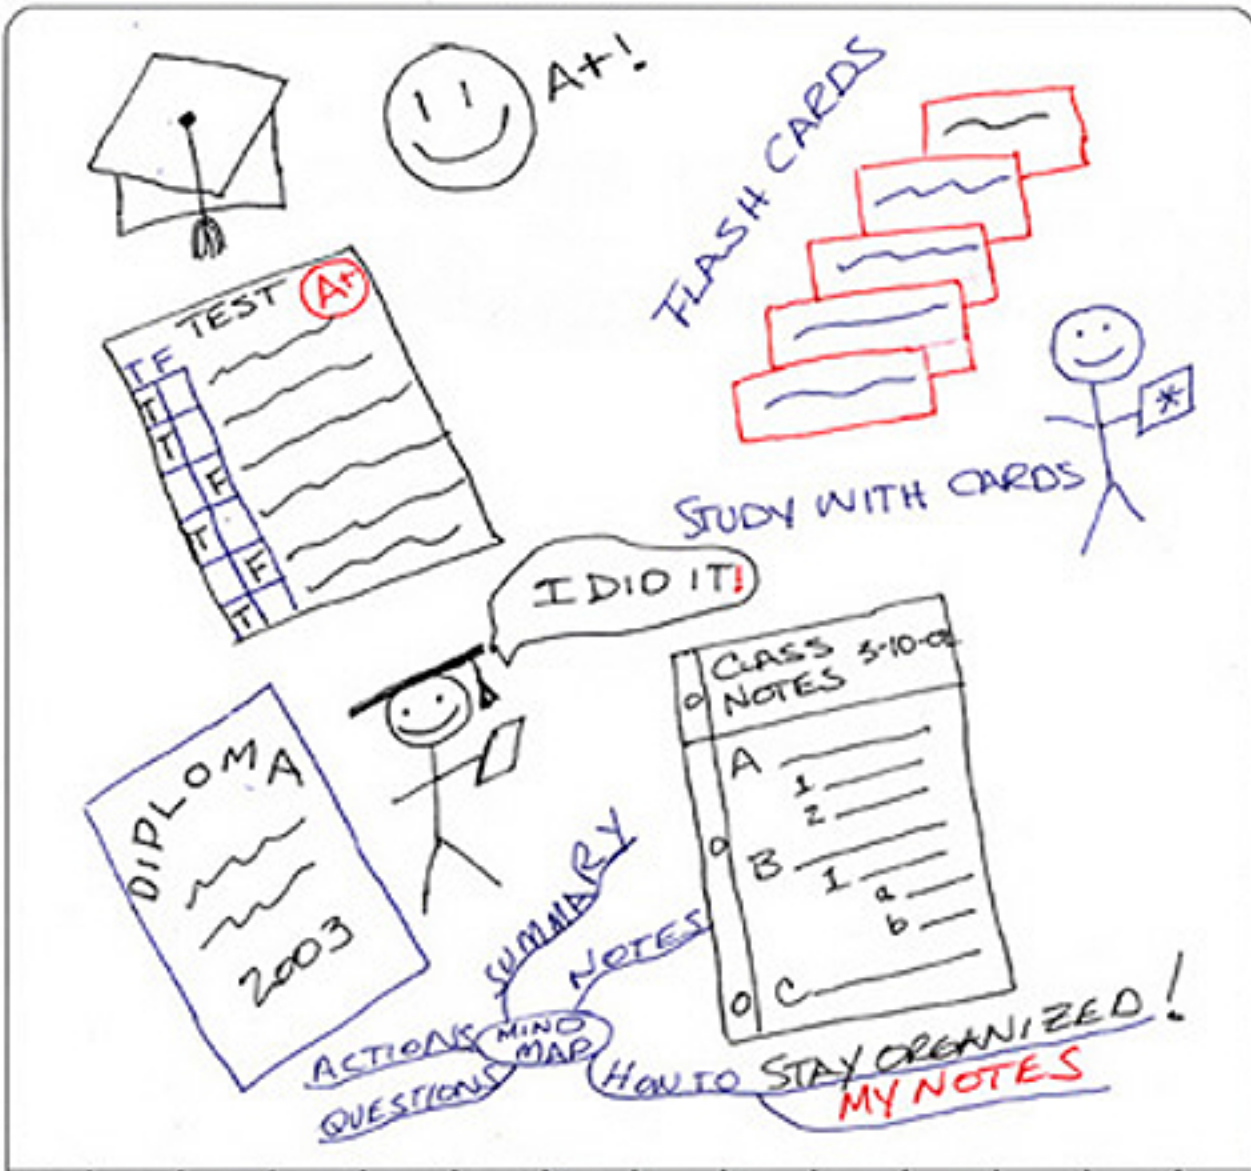 A+!
FLASH CARDS
TEST A+
T F
T
T
F
T
F
T
STUDY WITH CARDS
*
I DID IT!
CLASS
NOTES
A
1
2
B
1
a
b
C
DIPLOMA
2003
SUMMARY
NOTES
MIND
MAP
ACTIONS
QUESTIONS
HOW TO STAY ORGANIZED!
MY NOTES